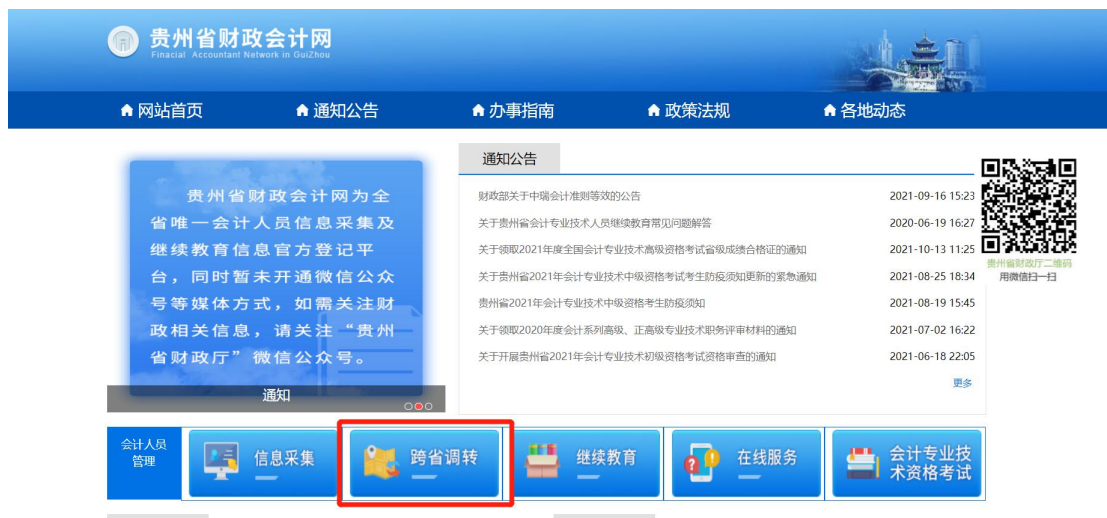 贵州省财政会计网
Finacial Accountant Network in GuiZhou
网站首页
通知公告
办事指南
政策法规
各地动态
贵州省财政会计网为全
省唯一会计人员信息采集及
继续教育信息官方登记平
台，同时暂未开通微信公众
号等媒体方式，如需关注财
政相关信息，请关注“贵州
省财政厅”微信公众号。
通知
通知公告
财政部关于中瑞会计准则等效的公告 2021-09-16 15:23
关于贵州省会计专业技术人员继续教育常见问题解答 2020-06-19 16:27
关于领取2021年度全国会计专业技术高级资格考试省级成绩合格证的通知 2021-10-13 11:25
关于贵州省2021年会计专业技术中级资格考试考生防疫须知更新的紧急通知 2021-08-25 18:34
贵州省2021年会计专业技术中级资格考生防疫须知 2021-08-19 15:45
关于领取2020年度会计系列高级、正高级专业技术职务评审材料的通知 2021-07-02 16:22
关于开展贵州省2021年会计专业技术初级资格考试资格审查的通知 2021-06-18 22:05
更多
贵州省财政厅二维码
用微信扫一扫
会计人员
管理
信息采集
跨省调转
继续教育
在线服务
会计专业技
术资格考试